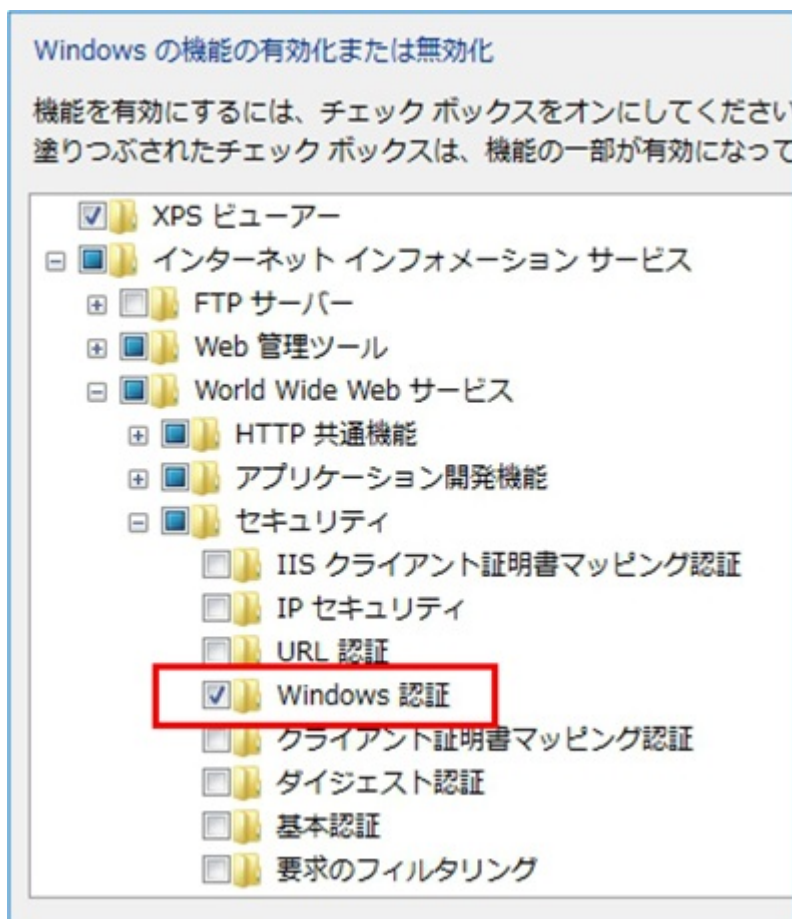 Windows の機能の有効化または無効化
機能を有効にするには、チェック ボックスをオンにしてください
塗りつぶされたチェック ボックスは、機能の一部が有効になって
XPS ビューアー
インターネット インフォメーション サービス
FTP サーバー
Web 管理ツール
World Wide Web サービス
HTTP 共通機能
アプリケーション開発機能
セキュリティ
IIS クライアント証明書マッピング認証
IP セキュリティ
URL 認証
Windows 認証
クライアント証明書マッピング認証
ダイジェスト認証
基本認証
要求のフィルタリング